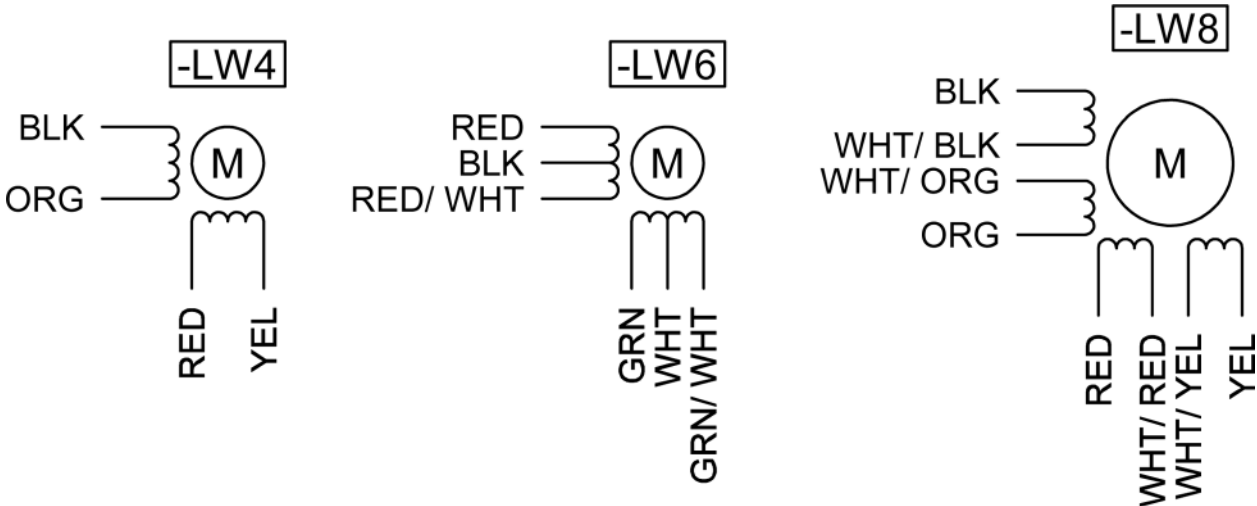 -LW4
BLK
ORG
M
RED
YEL
-LW6
RED
BLK
RED/ WHT
M
GRN
WHT
GRN/ WHT
-LW8
BLK
WHT/ BLK
WHT/ ORG
ORG
M
RED
WHT/ RED
WHT/ YEL
YEL